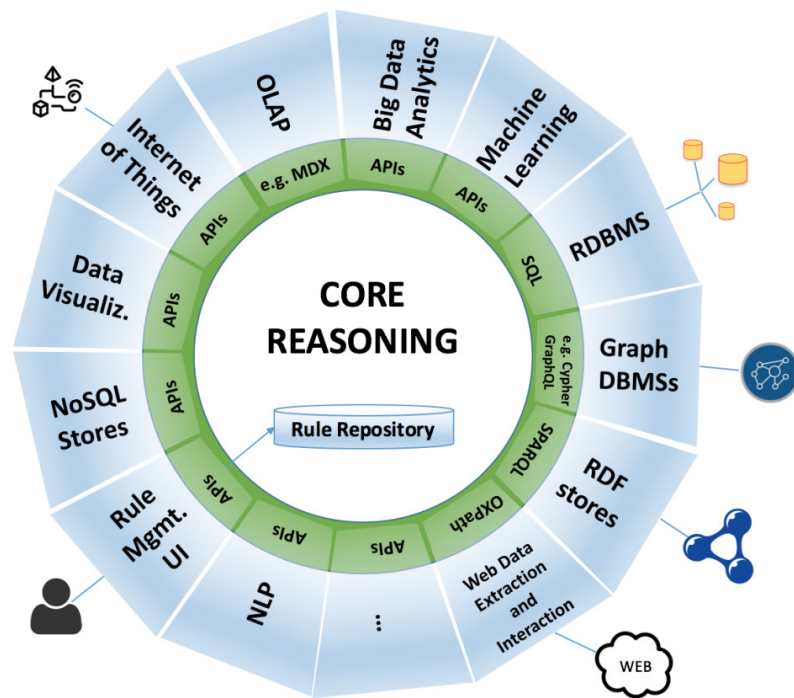 CORE
REASONING
Rule Repository
OLAP
e.g. MDX
Big Data
Analytics
APIs
Machine
Learning
APIs
RDBMS
SQL
Graph
DBMSs
e.g. Cypher
GraphQL
RDF
stores
SPARQL
Web Data
Extraction
and
Interaction
OXPath
WEB
...
APIs
NLP
APIs
Rule
Mgmt.
UI
APIs
NoSQL
Stores
APIs
Data
Visualiz.
APIs
Internet
of Things
APIs